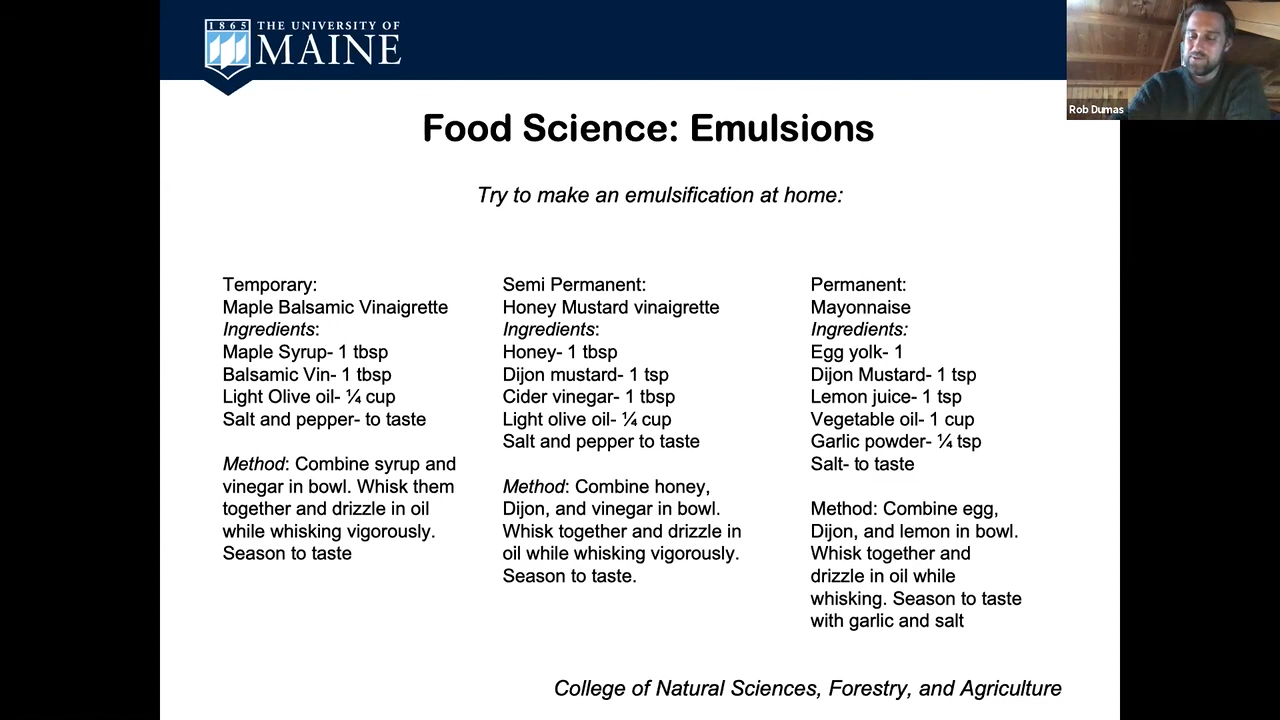 1865
THE UNIVERSITY OF
MAINE
Rob Dumas
Food Science: Emulsions
Try to make an emulsification at home:
Temporary:
Maple Balsamic Vinaigrette
Ingredients:
Maple Syrup- 1 tbsp
Balsamic Vin- 1 tbsp
Light Olive oil- ¼ cup
Salt and pepper- to taste
Method: Combine syrup and
vinegar in bowl. Whisk them
together and drizzle in oil
while whisking vigorously.
Season to taste
Semi Permanent:
Honey Mustard vinaigrette
Ingredients:
Honey- 1 tbsp
Dijon mustard- 1 tsp
Cider vinegar- 1 tbsp
Light olive oil- ¼ cup
Salt and pepper to taste
Method: Combine honey,
Dijon, and vinegar in bowl.
Whisk together and drizzle in
oil while whisking vigorously.
Season to taste.
Permanent:
Mayonnaise
Ingredients:
Egg yolk- 1
Dijon Mustard- 1 tsp
Lemon juice- 1 tsp
Vegetable oil- 1 cup
Garlic powder- ¼ tsp
Salt- to taste
Method: Combine egg,
Dijon, and lemon in bowl.
Whisk together and
drizzle in oil while
whisking. Season to taste
with garlic and salt
College of Natural Sciences, Forestry, and Agriculture